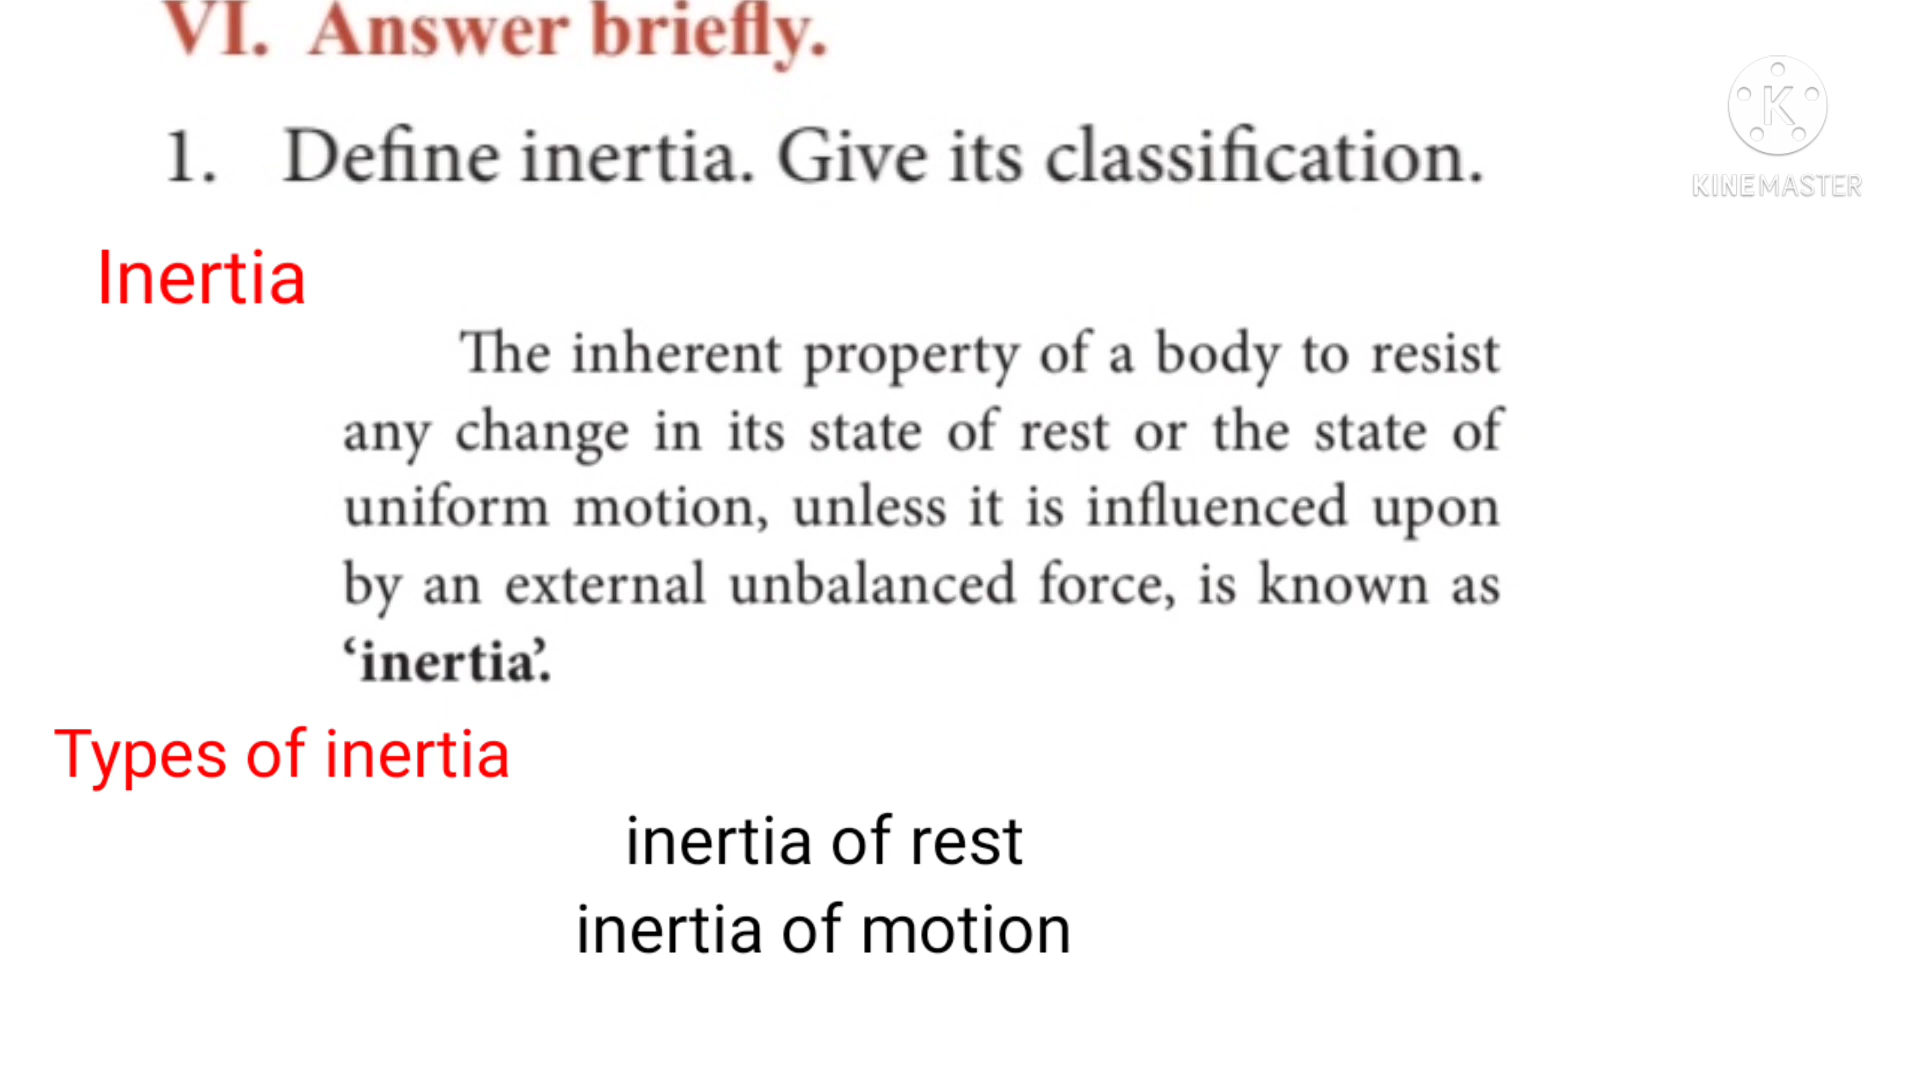 VI. Answer briefly.
1. Define inertia. Give its classification.
K
KINEMASTER
Inertia
The inherent property of a body to resist
any change in its state of rest or the state of
uniform motion, unless it is influenced upon
by an external unbalanced force, is known as
‘inertia’.
Types of inertia
inertia of rest
inertia of motion